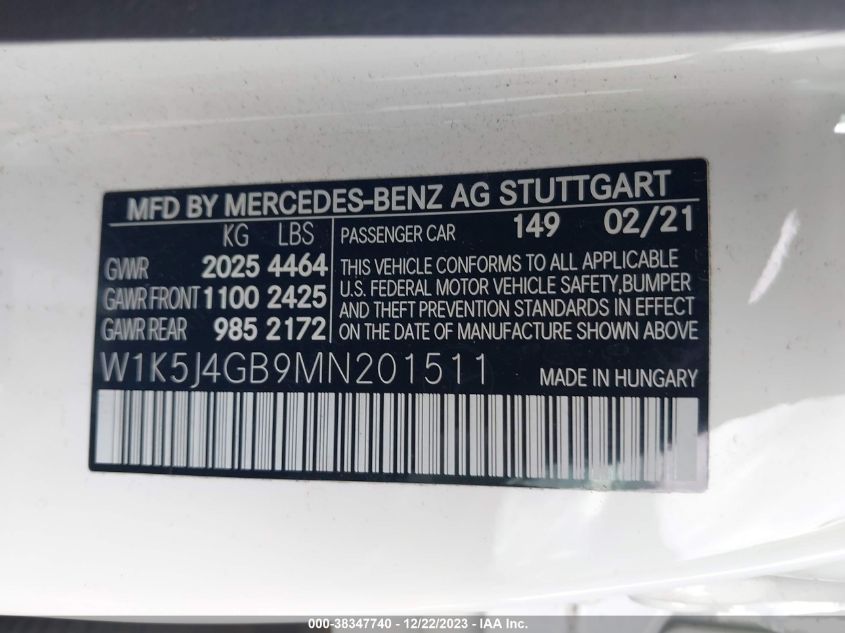 MFD BY MERCEDES-BENZ AG STUTTGART
KG LBS
GVWR 2025 4464
GAWR FRONT 1100 2425
GAWR REAR 985 2172
PASSENGER CAR 149 02/21
THIS VEHICLE CONFORMS TO ALL APPLICABLE
U.S. FEDERAL MOTOR VEHICLE SAFETY,BUMPER
AND THEFT PREVENTION STANDARDS IN EFFECT
ON THE DATE OF MANUFACTURE SHOWN ABOVE
W1K5J4GB9MN201511 MADE IN HUNGARY
000-38347740 - 12/22/2023 - © IAA Inc.